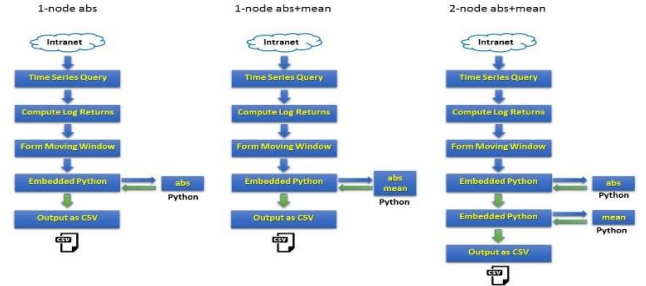 1-node abs
Intranet
Time Series Query
Compute Log Returns
Form Moving Window
Embedded Python
abs
Python
Output as CSV
CSV
1-node abs+mean
Intranet
Time Series Query
Compute Log Returns
Form Moving Window
Embedded Python
abs
mean
Python
Output as CSV
CSV
2-node abs+mean
Intranet
Time Series Query
Compute Log Returns
Form Moving Window
Embedded Python
abs
Python
Embedded Python
mean
Python
Output as CSV
CSV